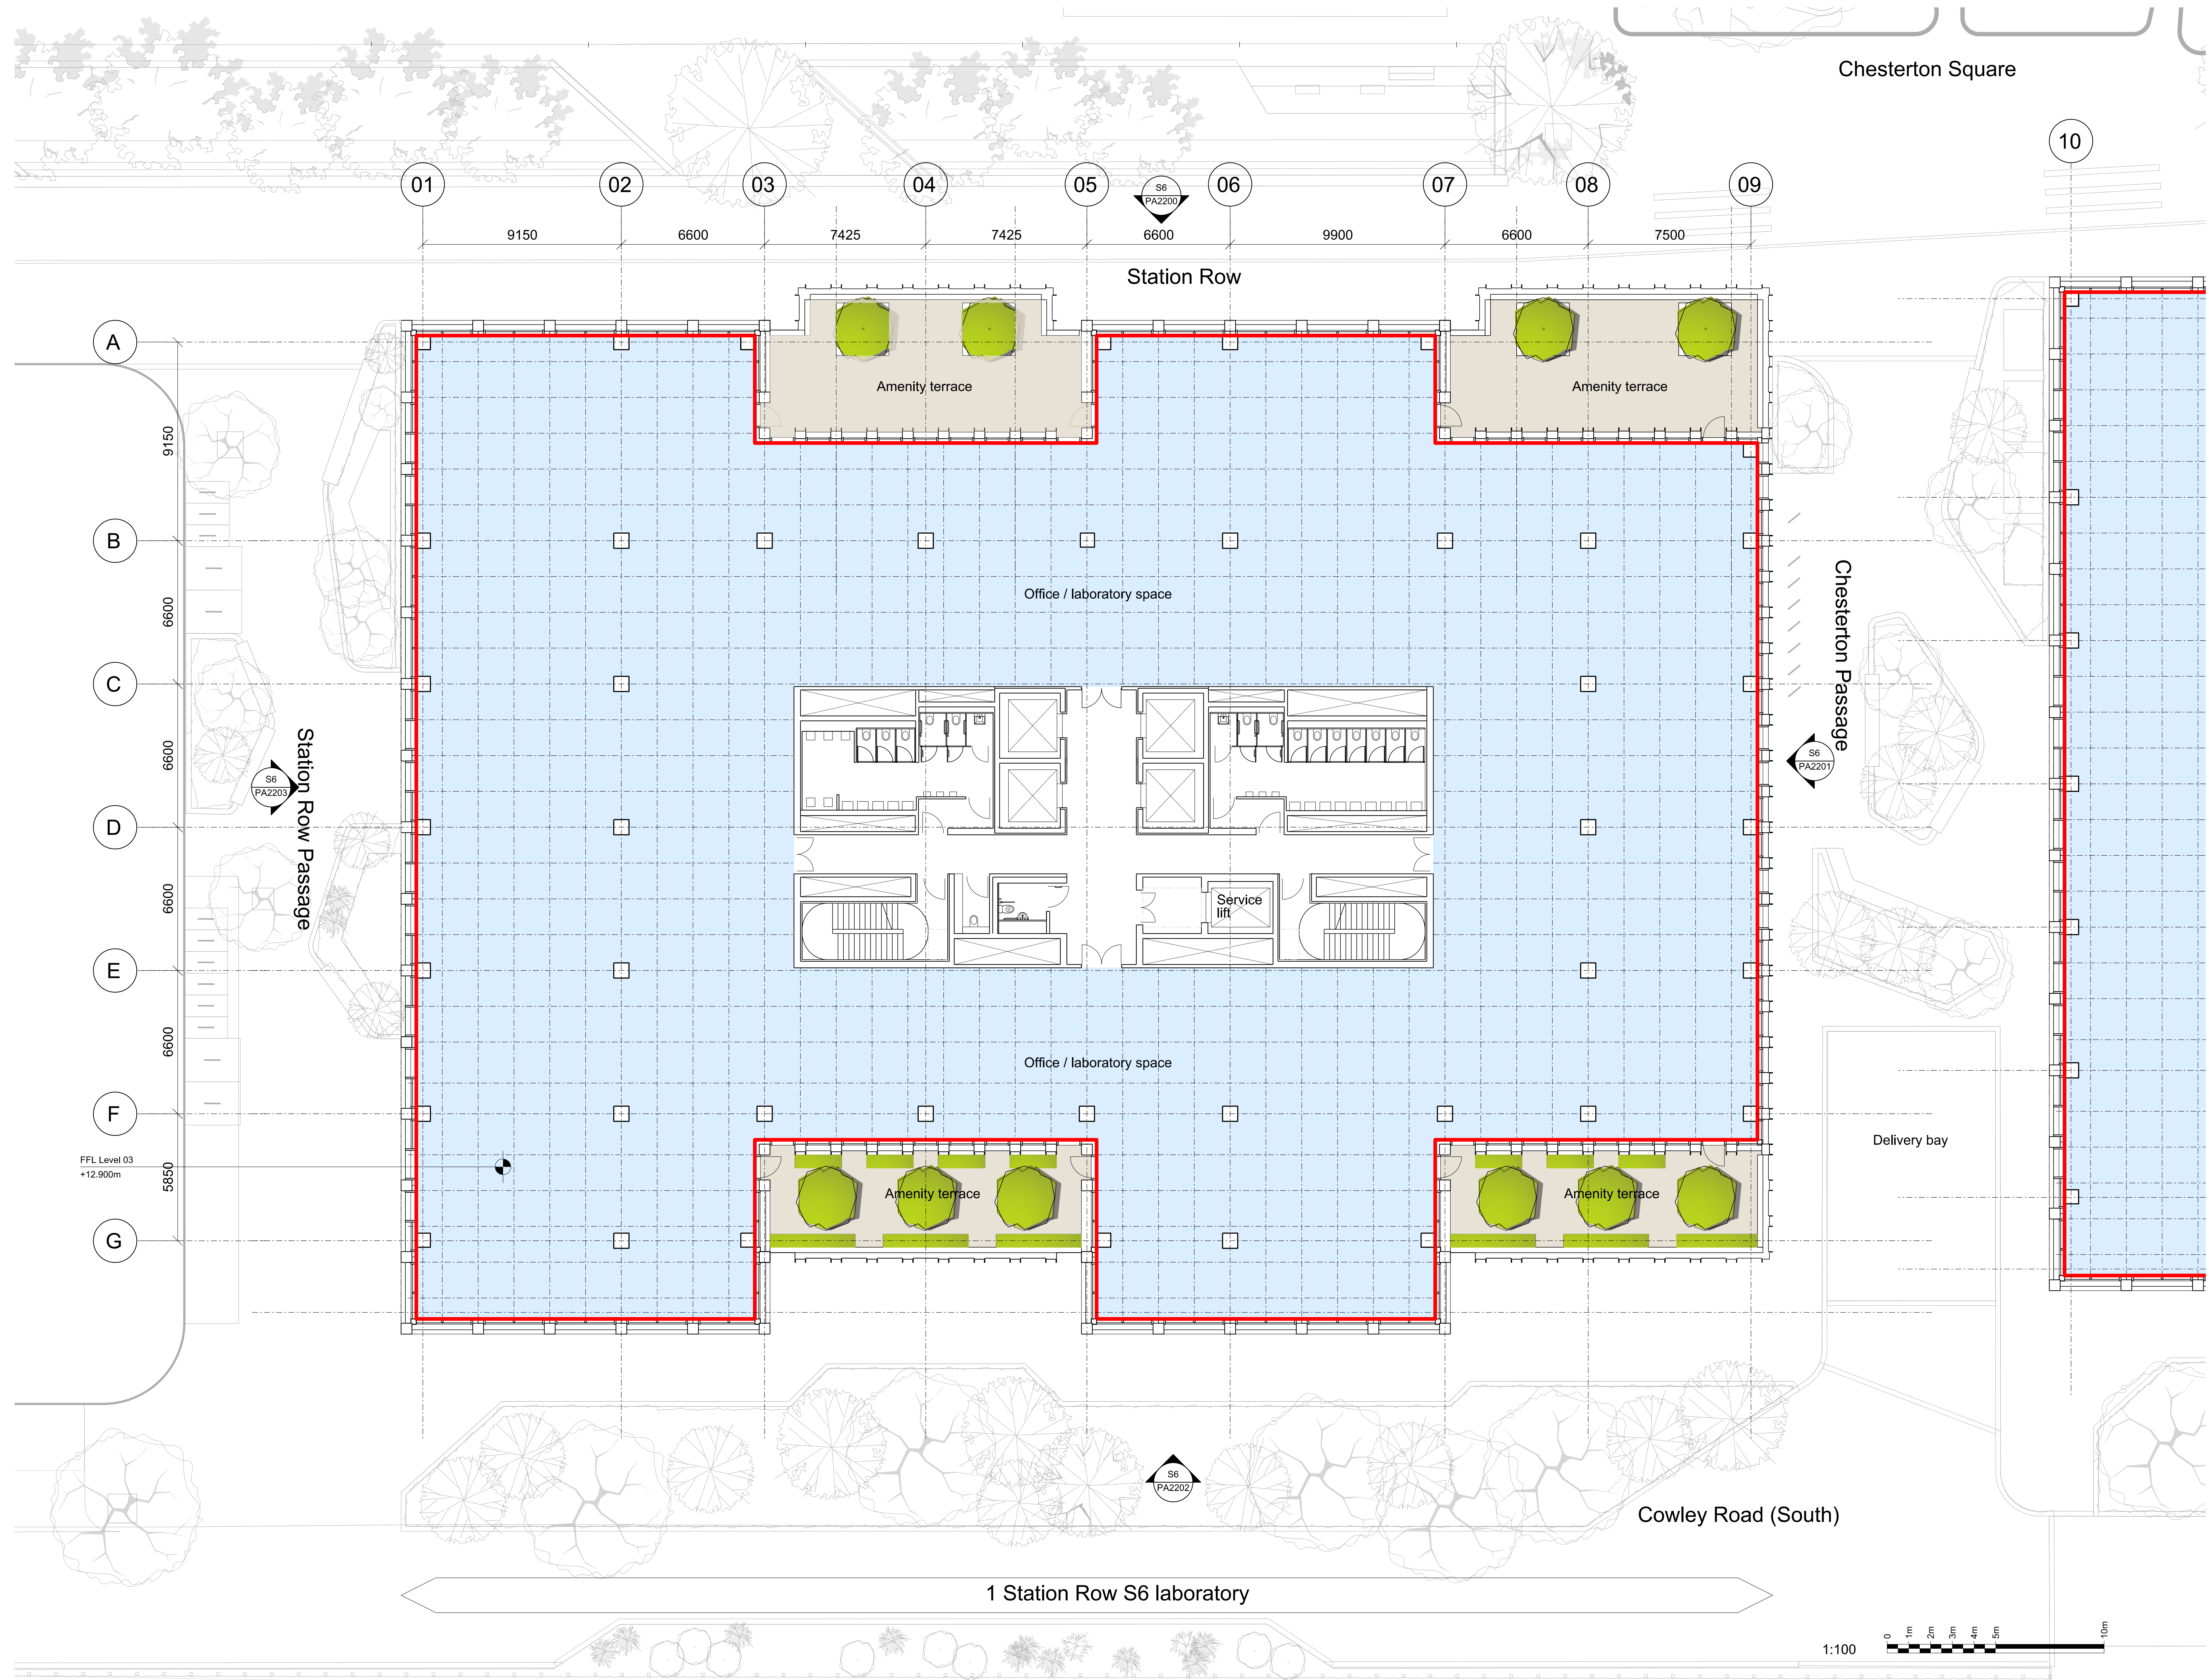 Chesterton Square
10
01
02
03
04
05
06
07
08
09
S6
PA2200
9150
6600
7425
7425
6600
9900
6600
7500
Station Row
A
Amenity terrace
Amenity terrace
9150
B
Office / laboratory space
6600
C
Chesterton Passage
6600
S6
PA2203
Station Row Passage
S6
PA2201
D
6600
Service
lift
E
6600
Office / laboratory space
F
Delivery bay
FFL Level 03
+12.900m
5850
Amenity terrace
Amenity terrace
G
S6
PA2202
Cowley Road (South)
1 Station Row S6 laboratory
1:100
0
1m
2m
3m
4m
5m
10m